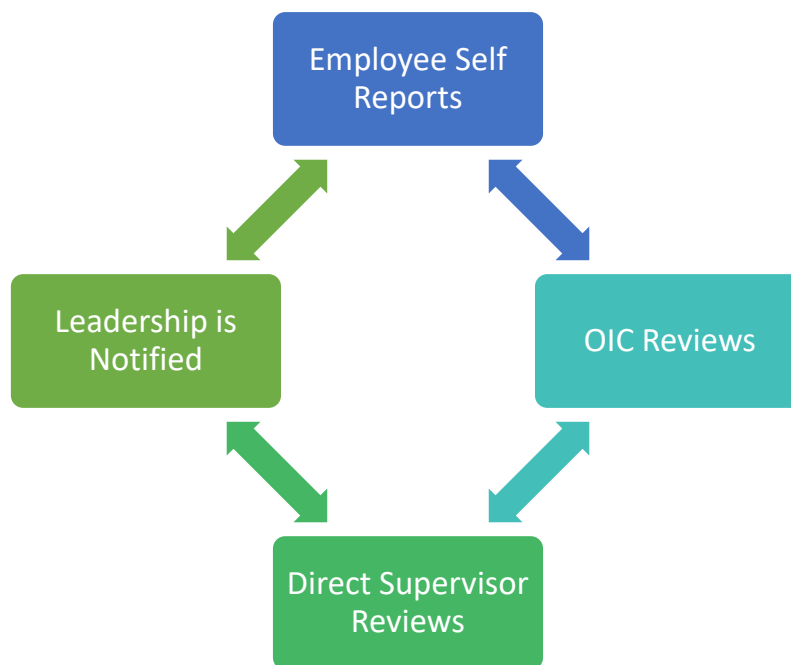 Employee Self
Reports
Leadership is
Notified
OIC Reviews
Direct Supervisor
Reviews